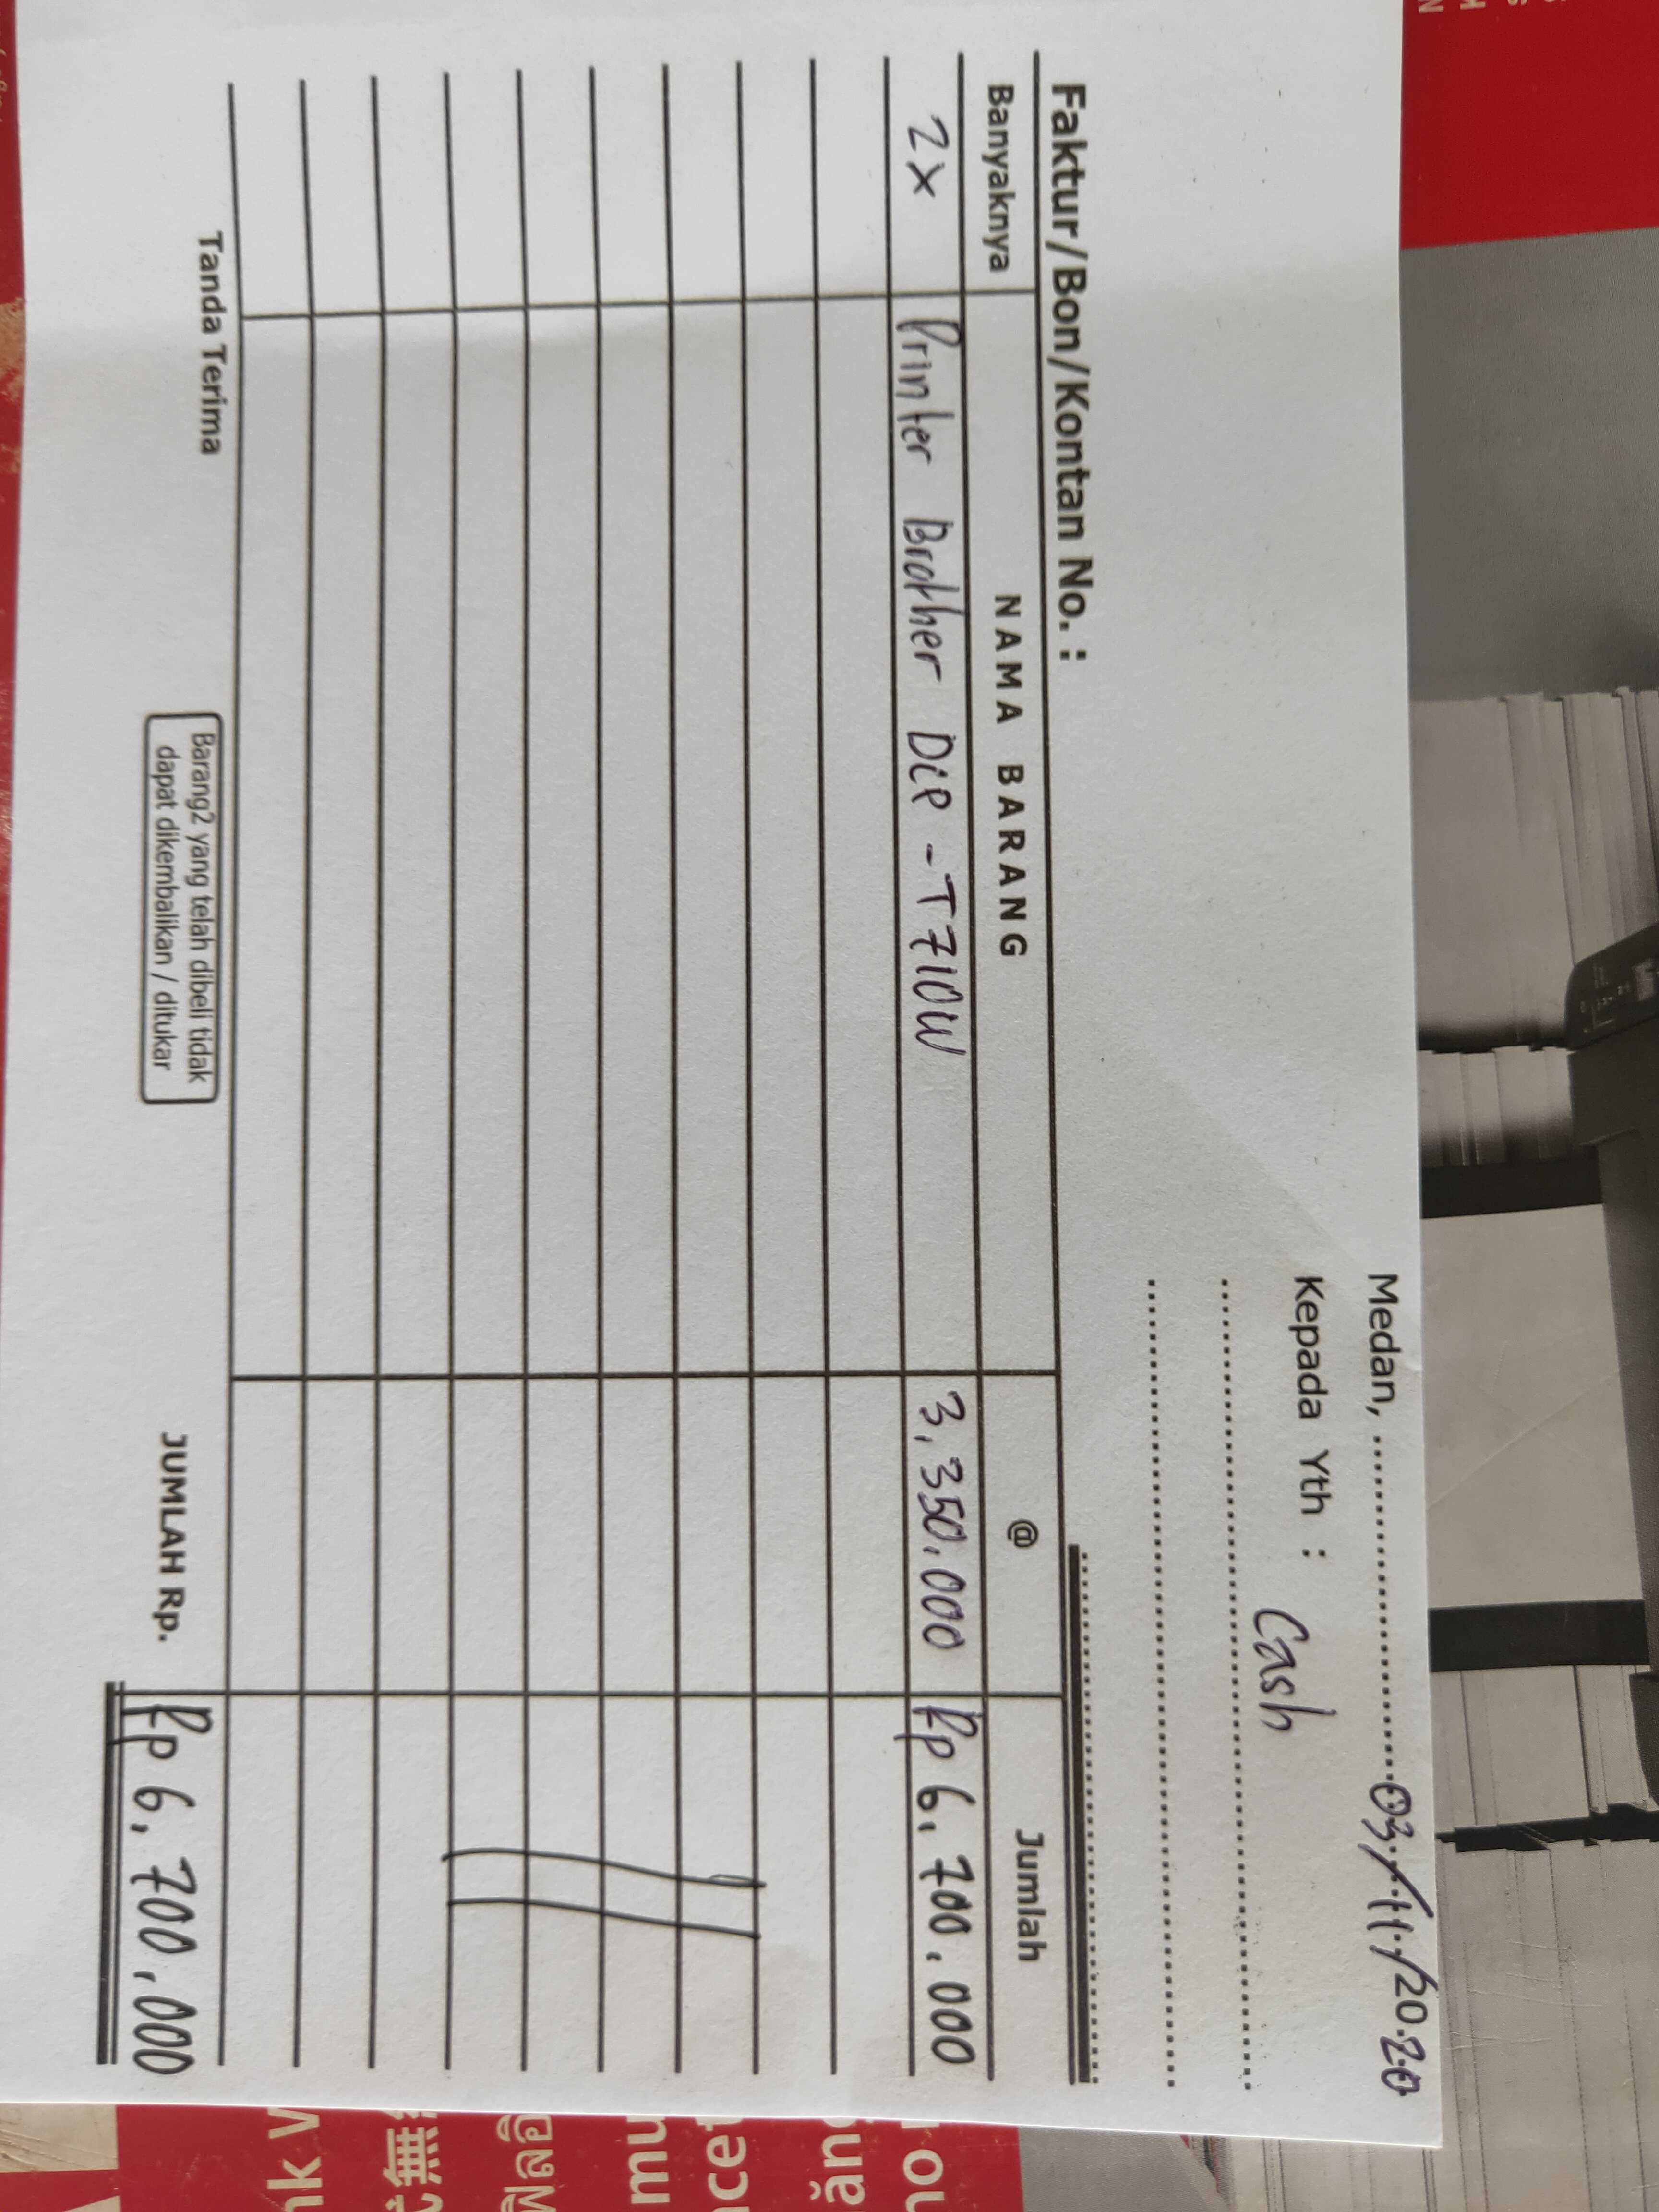 Medan, 03/11/2020
Kepada Yth : Cash
Faktur/Bon/Kontan No. :
Banyaknya NAMA BARANG @ Jumlah
2x Printer Brother DCP-T710W 3,350.000 Rp 6,700.000
Tanda Terima
Barang2 yang telah dibeli tidak
dapat dikembalikan / ditukar
JUMLAH Rp. Rp 6,700,000